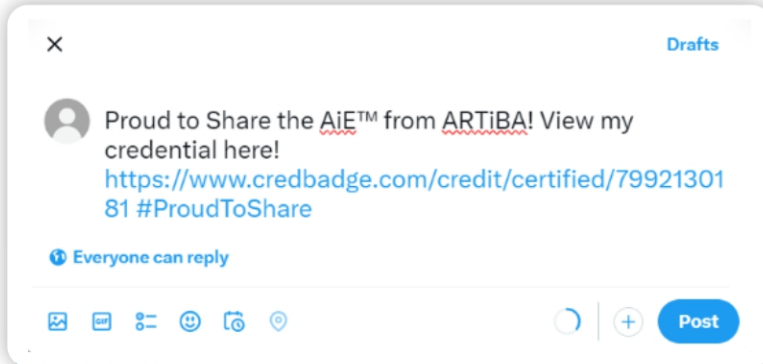 Drafts
Proud to Share the AiE™ from ARTiBA! View my
credential here!
https://www.credbadge.com/credit/certified/79921301
81 #ProudToShare
Everyone can reply
GIF
Post